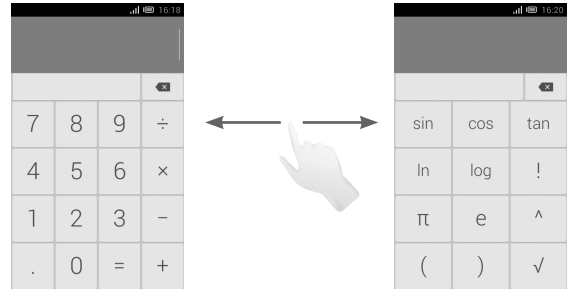 16:18
7 8 9 ÷
4 5 6 ×
1 2 3 −
. 0 = +
16:20
sin cos tan
ln log !
π e ^
( ) √